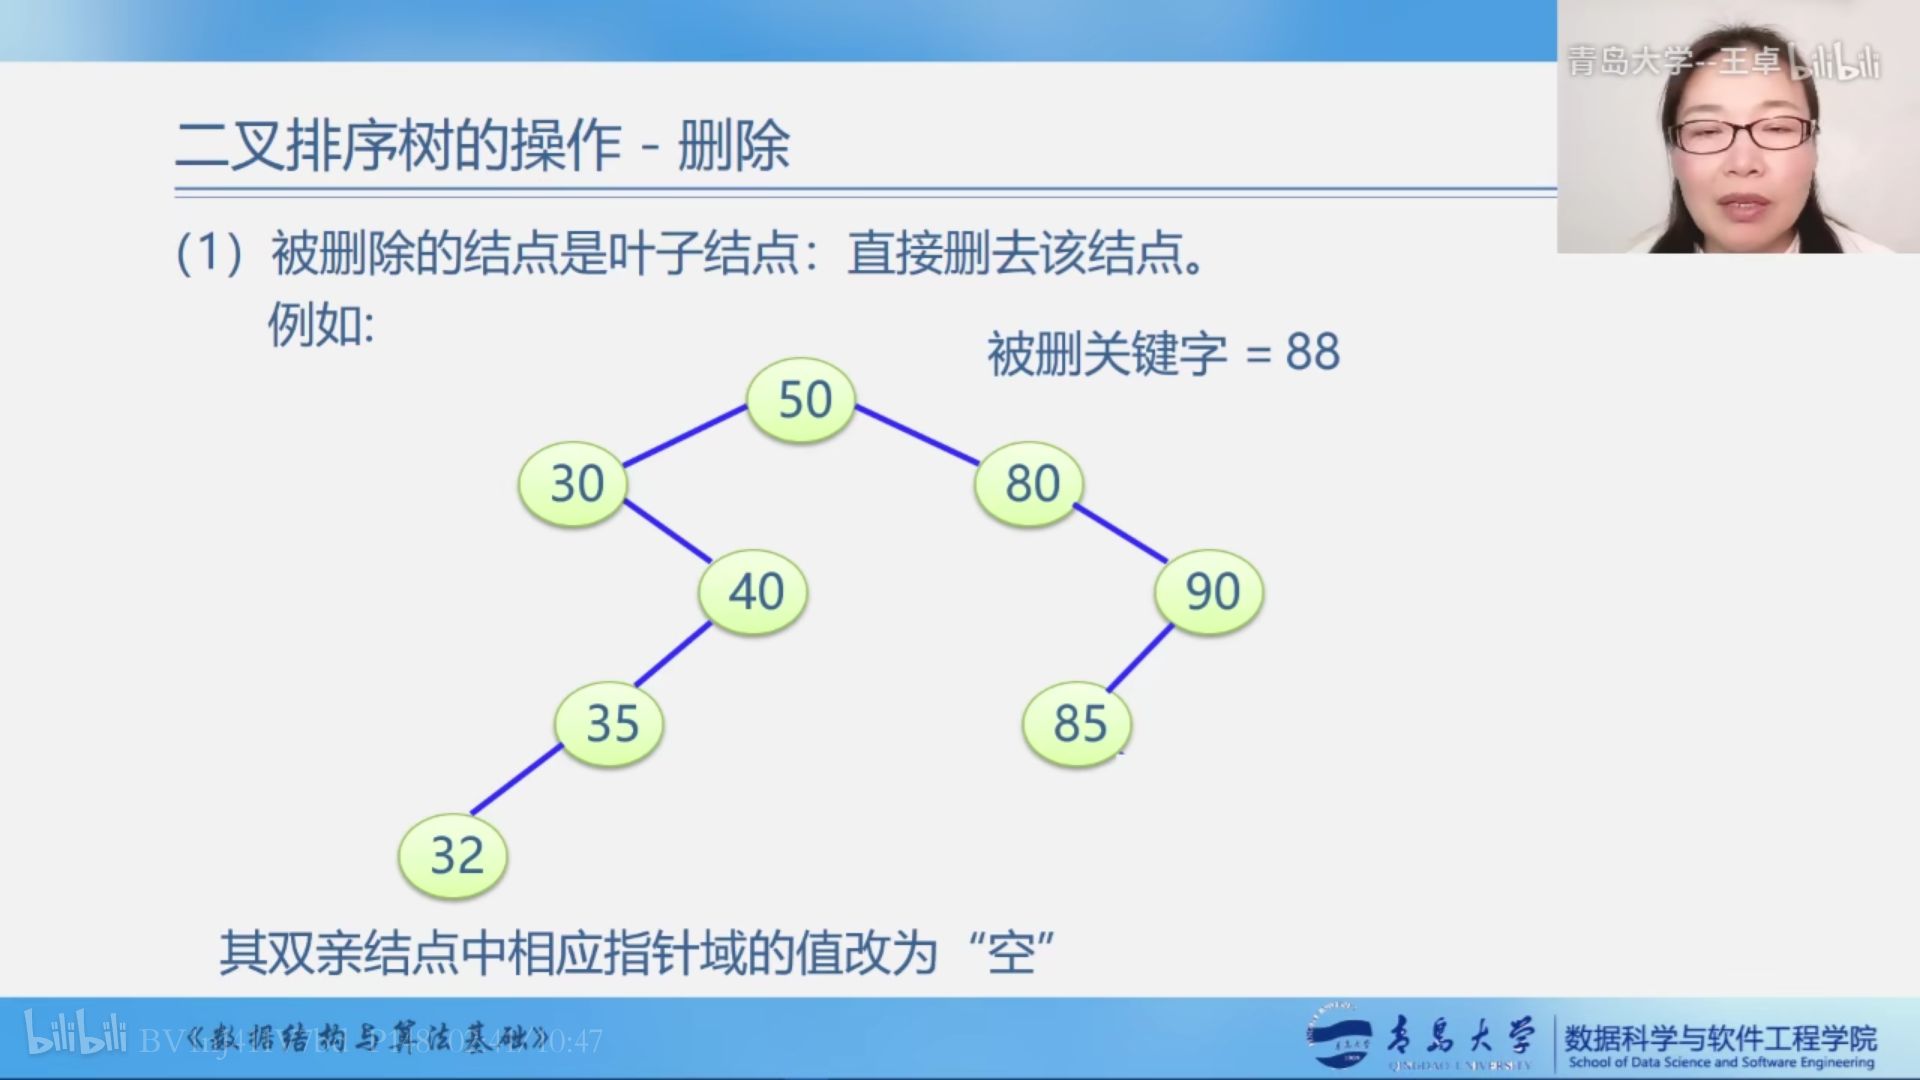 青岛大学--王卓 bilibili
二叉排序树的操作 - 删除
(1) 被删除的结点是叶子结点：直接删去该结点。
例如:
被删关键字 = 88
50
30
80
40
90
35
85
32
其双亲结点中相应指针域的值改为“空”
bilibili
《数据结构与算法基础》
青岛大学
QINGDAO UNIVERSITY
数据科学与软件工程学院
School of Data Science and Software Engineering